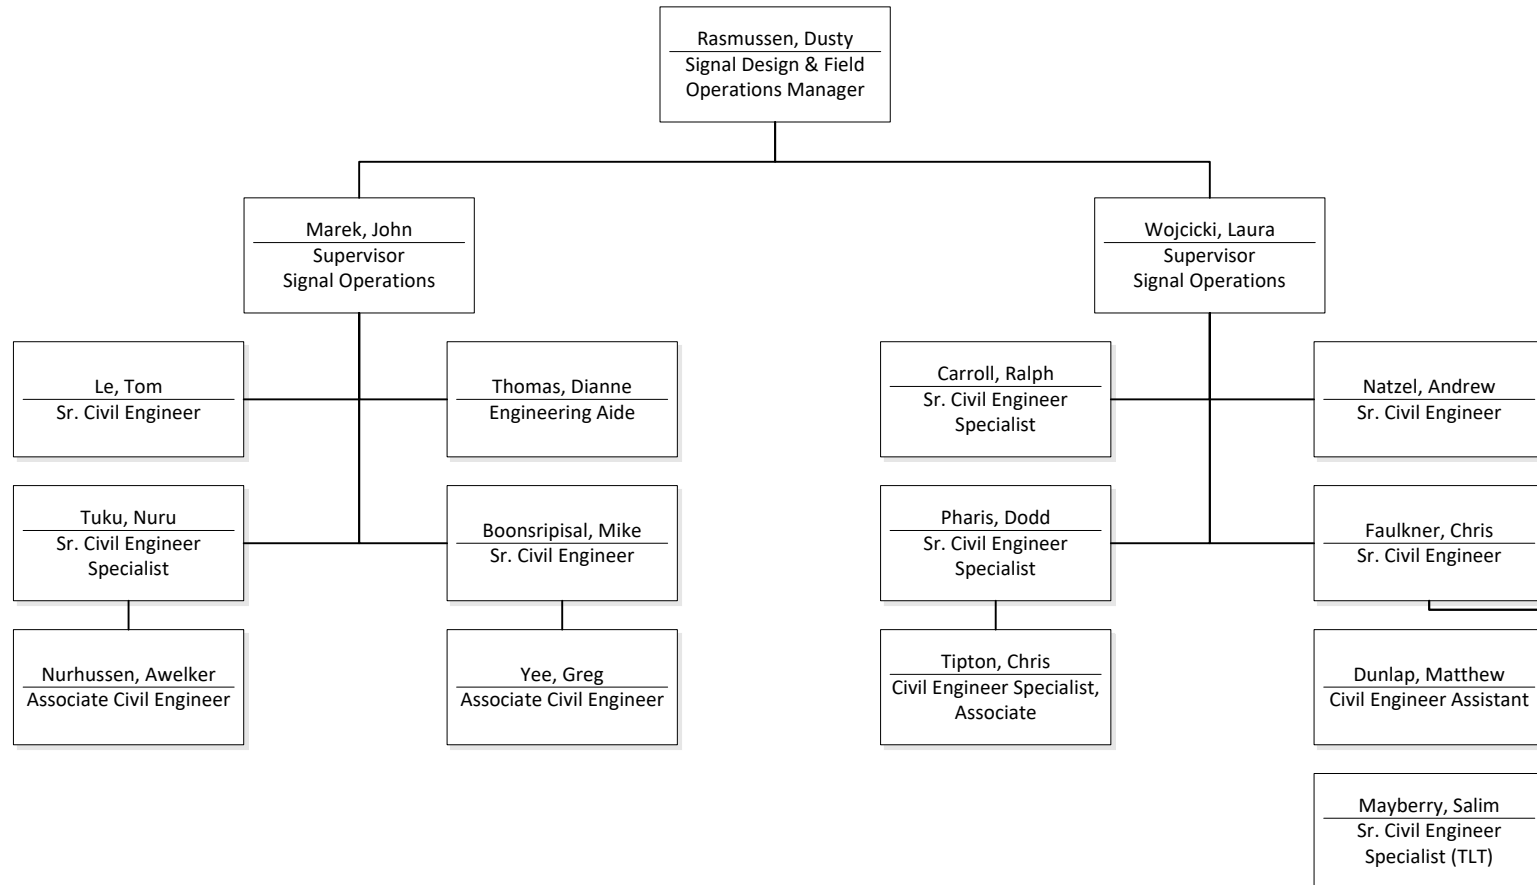 Rasmussen, Dusty
Signal Design & Field
Operations Manager
Marek, John
Supervisor
Signal Operations
Wojcicki, Laura
Supervisor
Signal Operations
Le, Tom
Sr. Civil Engineer
Thomas, Dianne
Engineering Aide
Carroll, Ralph
Sr. Civil Engineer
Specialist
Natzel, Andrew
Sr. Civil Engineer
Tuku, Nuru
Sr. Civil Engineer
Specialist
Boonsripisal, Mike
Sr. Civil Engineer
Pharis, Dodd
Sr. Civil Engineer
Specialist
Faulkner, Chris
Sr. Civil Engineer
Nurhussen, Awelker
Associate Civil Engineer
Yee, Greg
Associate Civil Engineer
Tipton, Chris
Civil Engineer Specialist,
Associate
Dunlap, Matthew
Civil Engineer Assistant
Mayberry, Salim
Sr. Civil Engineer
Specialist (TLT)